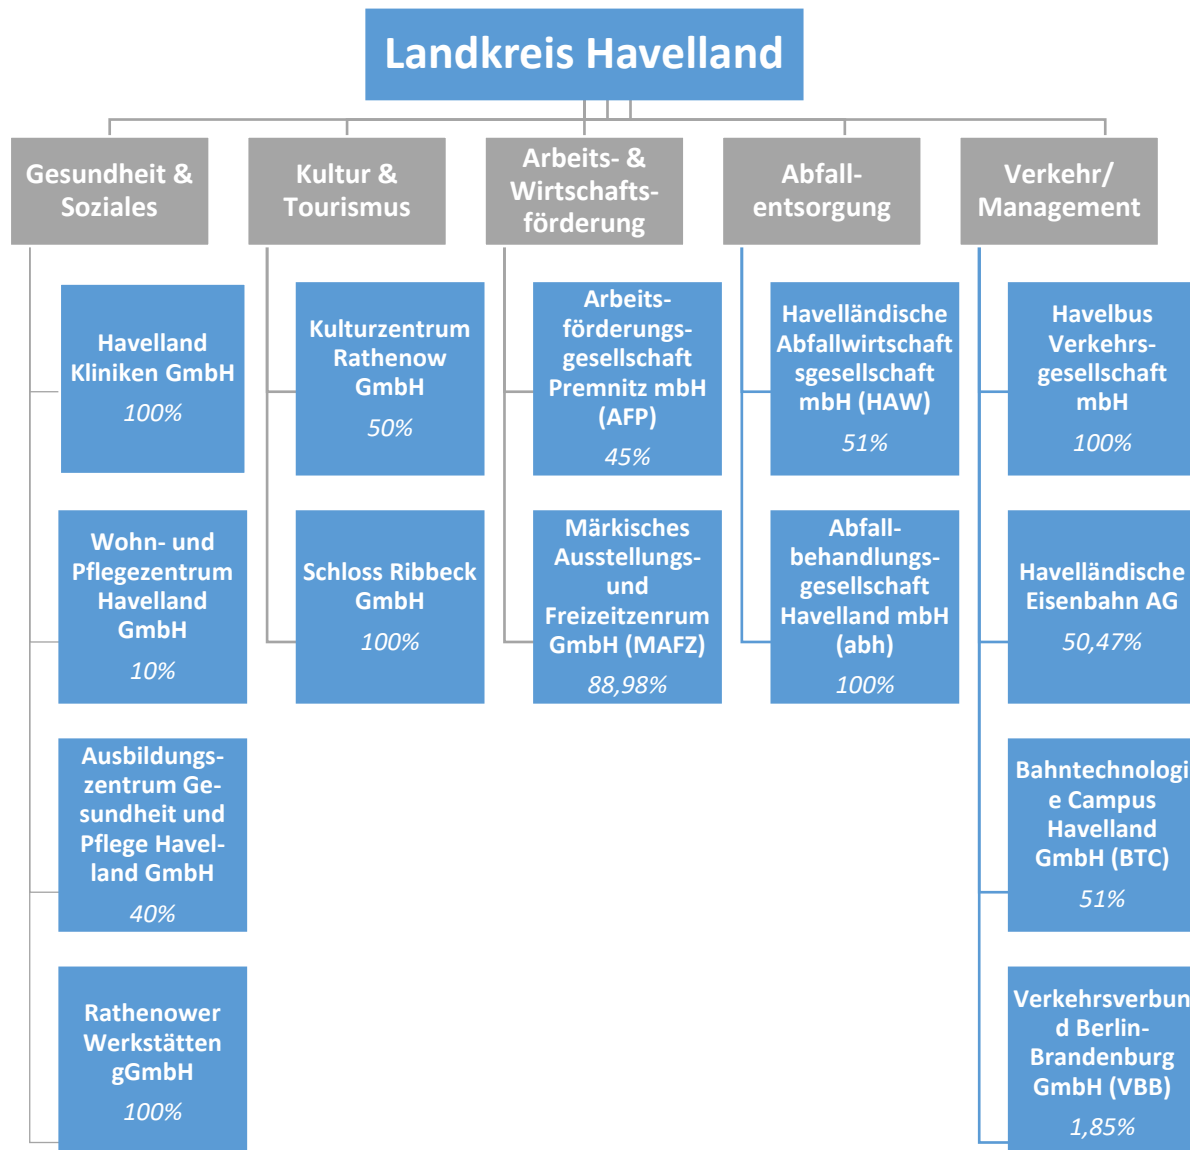 Landkreis Havelland
Gesundheit &
Soziales
Havelland
Kliniken GmbH
100%
Wohn- und
Pflegezentrum
Havelland
GmbH
10%
Ausbildungs-
zentrum Ge-
sundheit und
Pflege Havel-
land GmbH
40%
Rathenower
Werkstätten
gGmbH
100%
Kultur &
Tourismus
Kulturzentrum
Rathenow
GmbH
50%
Schloss Ribbeck
GmbH
100%
Arbeits- &
Wirtschafts-
förderung
Arbeits-
förderungs-
gesellschaft
Premnitz mbH
(AFP)
45%
Märkisches
Ausstellungs-
und
Freizeitzenrum
GmbH (MAFZ)
88,98%
Abfall-
entsorgung
Havelländische
Abfallwirtschaft
sgesellschaft
mbH (HAW)
51%
Abfall-
behandlungs-
gesellschaft
Havelland mbH
(abh)
100%
Verkehr/
Management
Havelbus
Verkehrs-
gesellschaft
mbH
100%
Havelländische
Eisenbahn AG
50,47%
Bahntechnologi
e Campus
Havelland
GmbH (BTC)
51%
Verkehrsverbun
d Berlin-
Brandenburg
GmbH (VBB)
1,85%